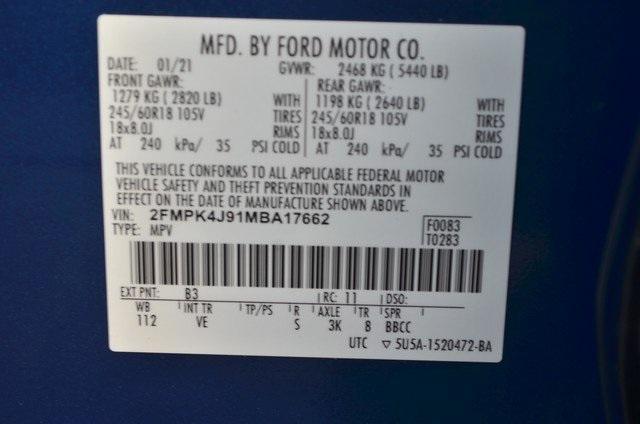 MFD. BY FORD MOTOR CO.
DATE: 01/21 GVWR: 2468 KG ( 5440 LB)
FRONT GAWR: REAR GAWR:
1279 KG ( 2820 LB) WITH 1198 KG ( 2640 LB) WITH
245/60R18 105V TIRES 245/60R18 105V TIRES
18x8.0J RIMS 18x8.0J RIMS
AT 240 kPa/ 35 PSI COLD AT 240 kPa/ 35 PSI COLD
THIS VEHICLE CONFORMS TO ALL APPLICABLE FEDERAL MOTOR
VEHICLE SAFETY AND THEFT PREVENTION STANDARDS IN
EFFECT ON THE DATE OF MANUFACTURE SHOWN ABOVE.
VIN: 2FMPK4J91MBA17662 F0083
TYPE: MPV T0283
EXT PNT: B3 RC: 11 DSO:
WB INT TR TP/PS R AXLE TR SPR
112 VE S 3K 8 BBCC
UTC ▽ 5U5A-1520472-BA